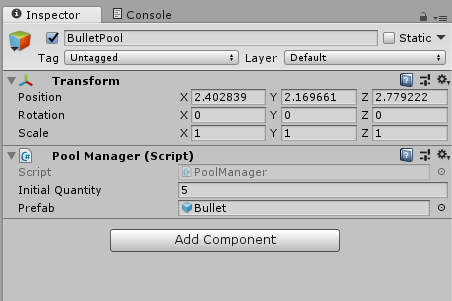 Inspector Console
BulletPool Static
Tag Untagged Layer Default
Transform
Position X 2.402839 Y 2.169661 Z 2.779222
Rotation X 0 Y 0 Z 0
Scale X 1 Y 1 Z 1
Pool Manager (Script)
Script PoolManager
Initial Quantity 5
Prefab Bullet
Add Component